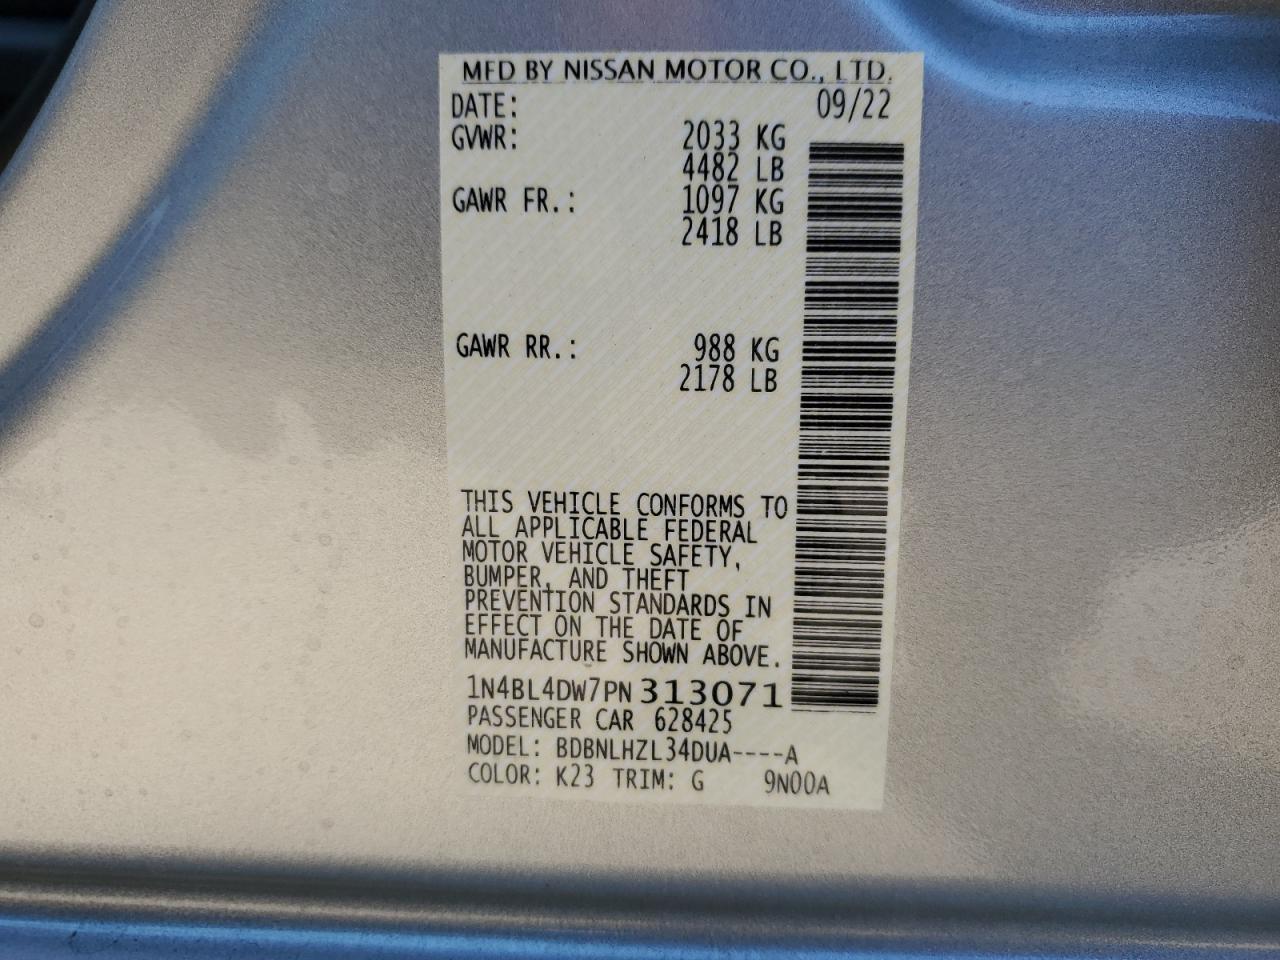 MFD BY NISSAN MOTOR CO., LTD.
DATE: 09/22
GVWR: 2033 KG
4482 LB
GAWR FR.: 1097 KG
2418 LB
GAWR RR.: 988 KG
2178 LB
THIS VEHICLE CONFORMS TO
ALL APPLICABLE FEDERAL
MOTOR VEHICLE SAFETY,
BUMPER, AND THEFT
PREVENTION STANDARDS IN
EFFECT ON THE DATE OF
MANUFACTURE SHOWN ABOVE.
1N4BL4DW7PN313071
PASSENGER CAR 628425
MODEL: BDBNLHZL34DUA----A
COLOR: K23 TRIM: G 9N00A